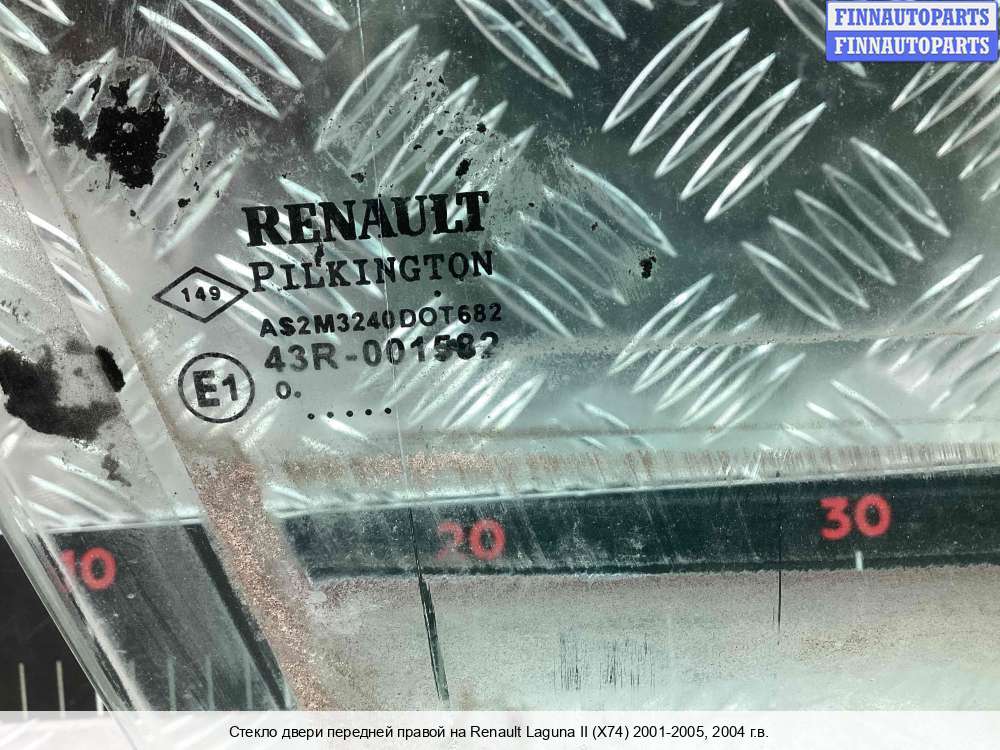 FINNAUTOPARTS
FINNAUTOPARTS
RENAULT
PILKINGTON
149
AS2M3240DOT682
43R-001582
E1
0.
.....
10
20
30
Стекло двери передней правой на Renault Laguna II (X74) 2001-2005, 2004 г.в.